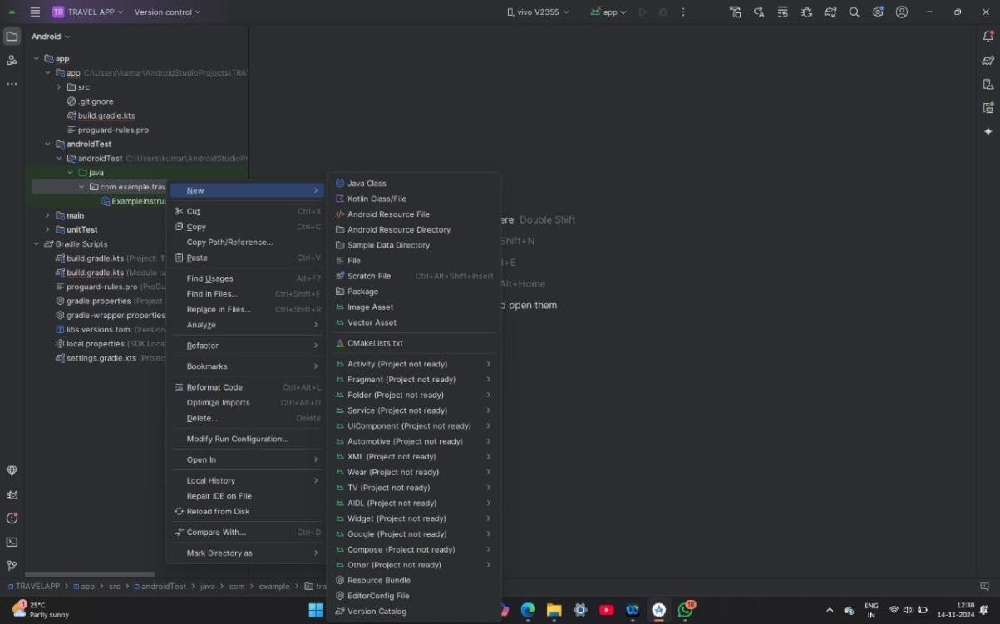 TR TRAVEL APP Version control vivo V2355 app
Android
app
app C:\Users\kumar\AndroidStudioProjects\TRA
src
.gitignore
build.gradle.kts
proguard-rules.pro
androidTest
androidTest C:\Users\kumar\AndroidStudioPr
java
com.example.trav
ExampleInstru
main
unitTest
Gradle Scripts
build.gradle.kts (Project: T
build.gradle.kts (Module :a
proguard-rules.pro (ProGu
gradle.properties (Project
gradle-wrapper.properties
libs.versions.toml (Version
local.properties (SDK Locat
settings.gradle.kts (Projec
New
Cut Ctrl+X
Copy Ctrl+C
Copy Path/Reference...
Paste Ctrl+V
Find Usages Alt+F7
Find in Files... Ctrl+Shift+F
Replace in Files... Ctrl+Shift+R
Analyze
Refactor
Bookmarks
Reformat Code Ctrl+Alt+L
Optimize Imports Ctrl+Alt+O
Delete... Delete
Modify Run Configuration...
Open In
Local History
Repair IDE on File
Reload from Disk
Compare With... Ctrl+D
Mark Directory as
Java Class
Kotlin Class/File
Android Resource File
Android Resource Directory
Sample Data Directory
File
Scratch File Ctrl+Alt+Shift+Insert
Package
Image Asset
Vector Asset
CMakeLists.txt
Activity (Project not ready)
Fragment (Project not ready)
Folder (Project not ready)
Service (Project not ready)
UiComponent (Project not ready)
Automotive (Project not ready)
XML (Project not ready)
Wear (Project not ready)
TV (Project not ready)
AIDL (Project not ready)
Widget (Project not ready)
Google (Project not ready)
Compose (Project not ready)
Other (Project not ready)
Resource Bundle
EditorConfig File
Version Catalog
ere Double Shift
Shift+N
l+E
Alt+Home
o open them
TRAVELAPP > app > src > androidTest > java > com > example > tra
1 25°C
Partly sunny
10
ENG
IN
12:38
14-11-2024